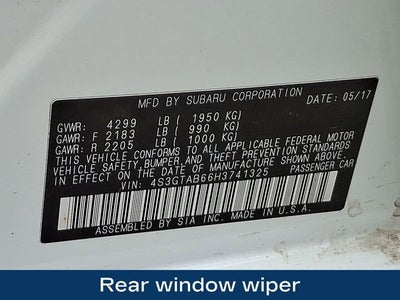 MFD BY SUBARU CORPORATION DATE: 05/17
GVWR: 4299 LB ( 1950 KG)
GAWR: F 2183 LB ( 990 KG)
GAWR: R 2205 LB ( 1000 KG)
THIS VEHICLE CONFORMS TO ALL APPLICABLE FEDERAL MOTOR
VEHICLE SAFETY, BUMPER, AND THEFT PREVENTION STANDARDS
IN EFFECT ON THE DATE OF MANUFACTURE SHOWN ABOVE.
VIN: 4S3GTAB66H3741325 PASSENGER CAR
ASSEMBLED BY SIA INC. MADE IN U.S.A.
Rear window wiper